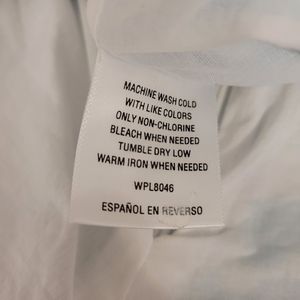 MACHINE WASH COLD
WITH LIKE COLORS
ONLY NON-CHLORINE
BLEACH WHEN NEEDED
TUMBLE DRY LOW
WARM IRON WHEN NEEDED
WPL8046
ESPAÑOL EN REVERSO